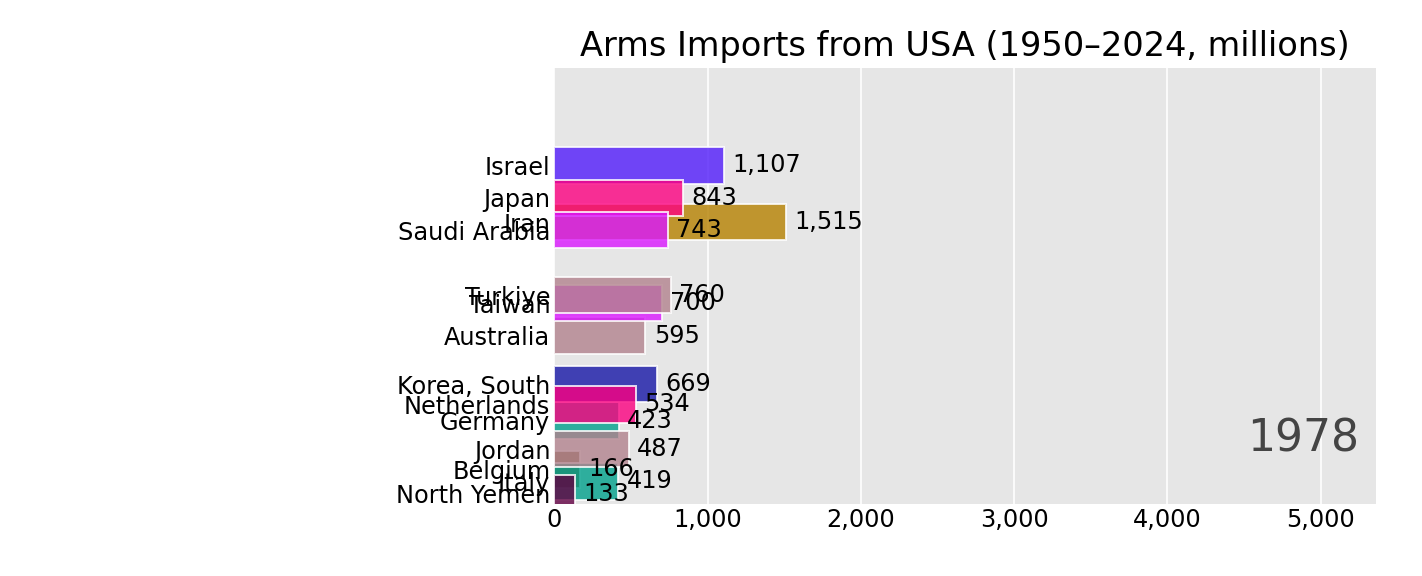 Arms Imports from USA (1950–2024, millions)
Israel 1,107
Japan 843
Iran 1,515
Saudi Arabia 743
Turkiye 760
Taiwan 700
Australia 595
Korea, South 669
Netherlands 534
Germany 423
Jordan 487
Belgium 166
Italy 419
North Yemen 133
1978
0 1,000 2,000 3,000 4,000 5,000